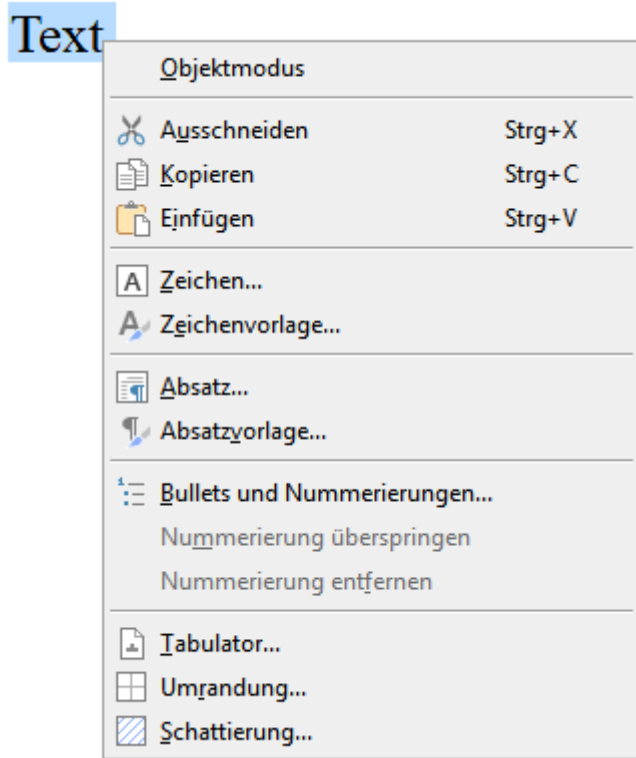 Text
Objektmodus
Ausschneiden Strg+X
Kopieren Strg+C
Einfügen Strg+V
Zeichen...
Zeichenvorlage...
Absatz...
Absatzvorlage...
Bullets und Nummerierungen...
Nummerierung überspringen
Nummerierung entfernen
Tabulator...
Umrandung...
Schattierung...